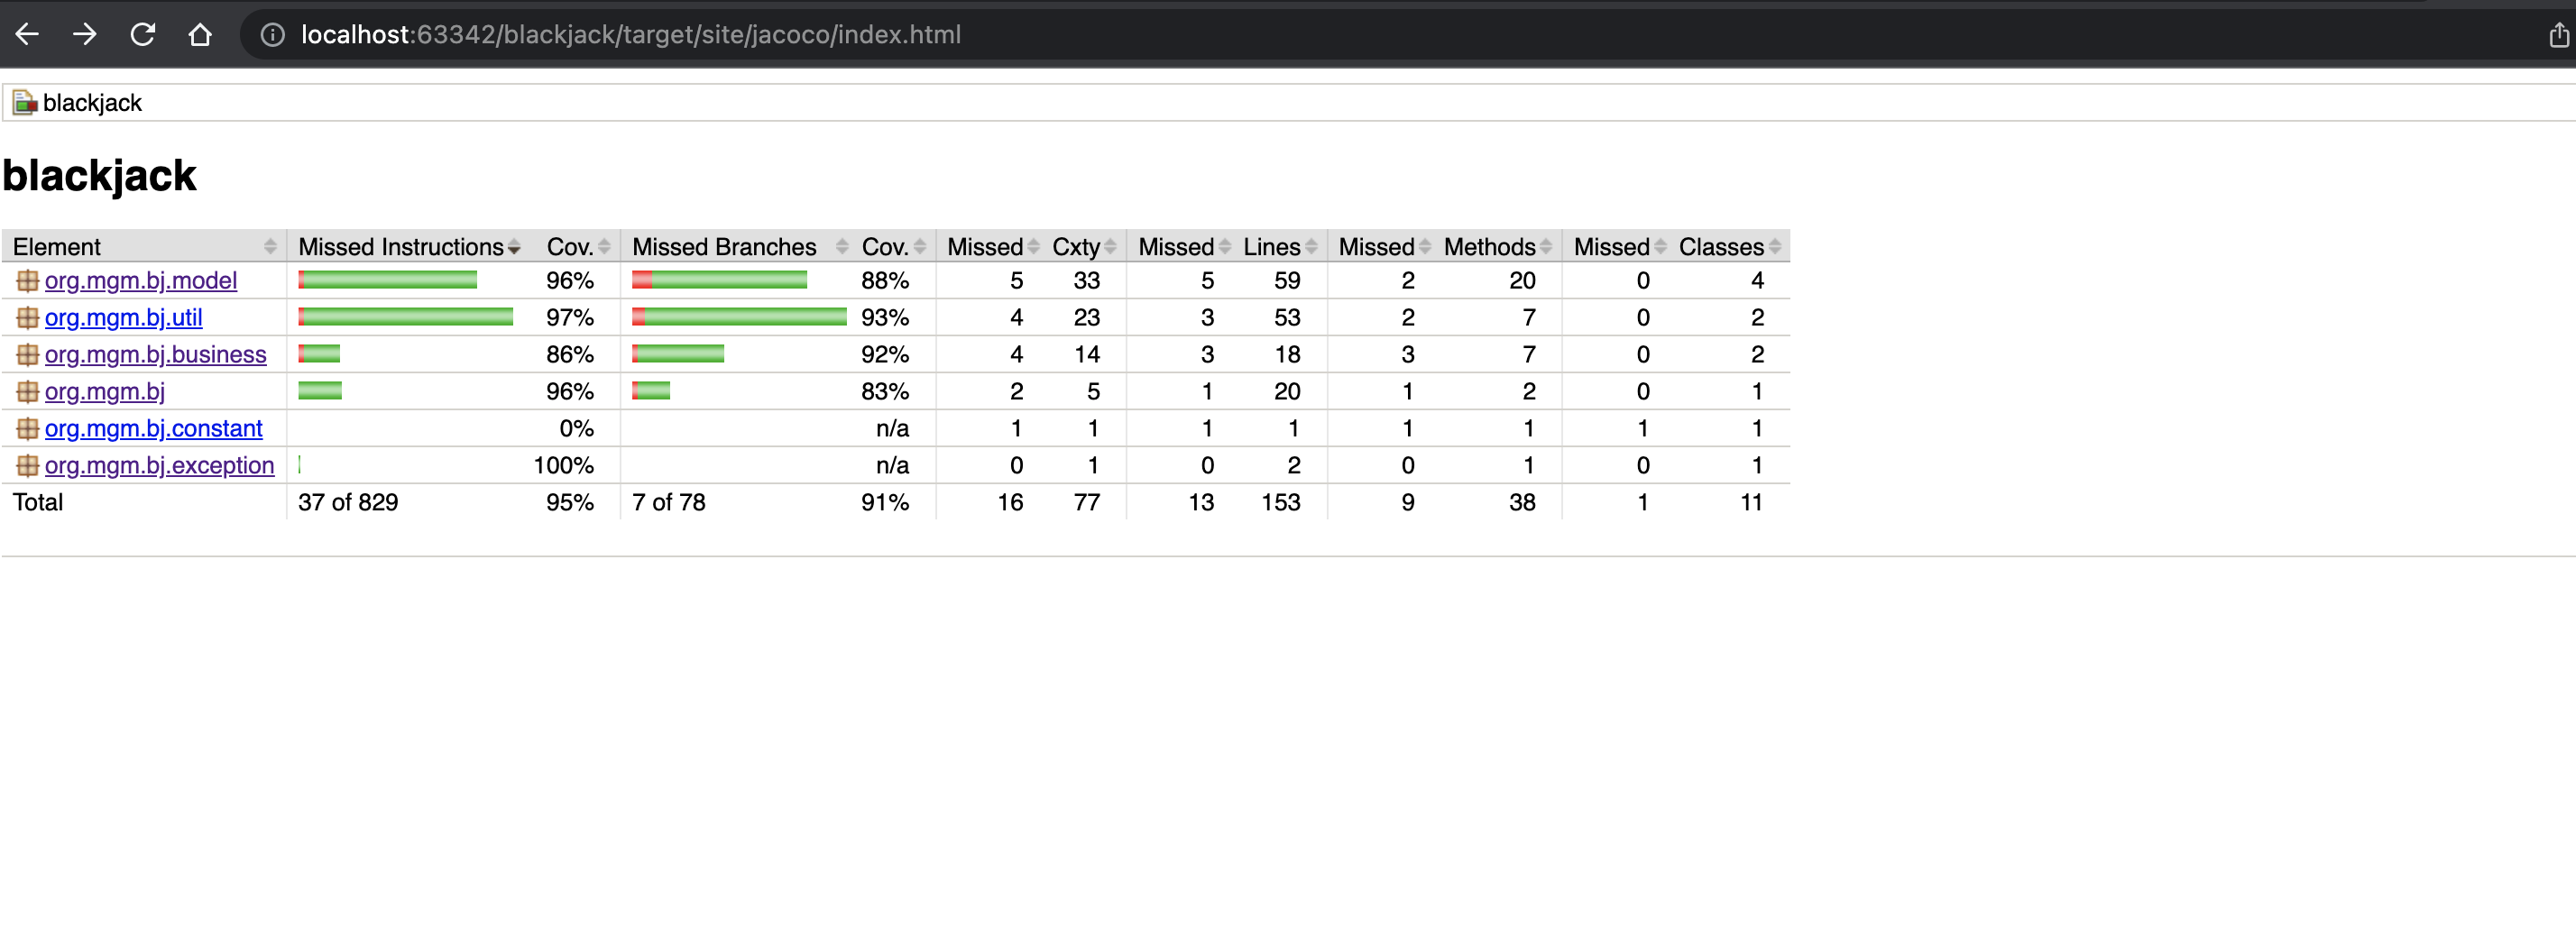 localhost:63342/blackjack/target/site/jacoco/index.html
blackjack
blackjack
Element Missed Instructions Cov. Missed Branches Cov. Missed Cxty Missed Lines Missed Methods Missed Classes
org.mgm.bj.model 96% 88% 5 33 5 59 2 20 0 4
org.mgm.bj.util 97% 93% 4 23 3 53 2 7 0 2
org.mgm.bj.business 86% 92% 4 14 3 18 3 7 0 2
org.mgm.bj 96% 83% 2 5 1 20 1 2 0 1
org.mgm.bj.constant 0% n/a 1 1 1 1 1 1 1 1
org.mgm.bj.exception 100% n/a 0 1 0 2 0 1 0 1
Total 37 of 829 95% 7 of 78 91% 16 77 13 153 9 38 1 11